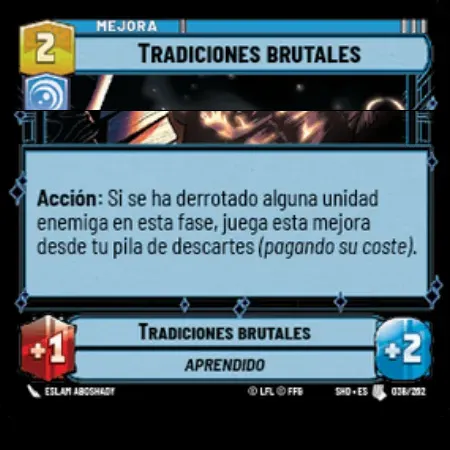 MEJORA
2
TRADICIONES BRUTALES
Acción: Si se ha derrotado alguna unidad
enemiga en esta fase, juega esta mejora
desde tu pila de descartes (pagando su coste).
+1
TRADICIONES BRUTALES
+2
APRENDIDO
ESLAM ABOSHADY
© LFL © FFG
SHD • ES
036/262